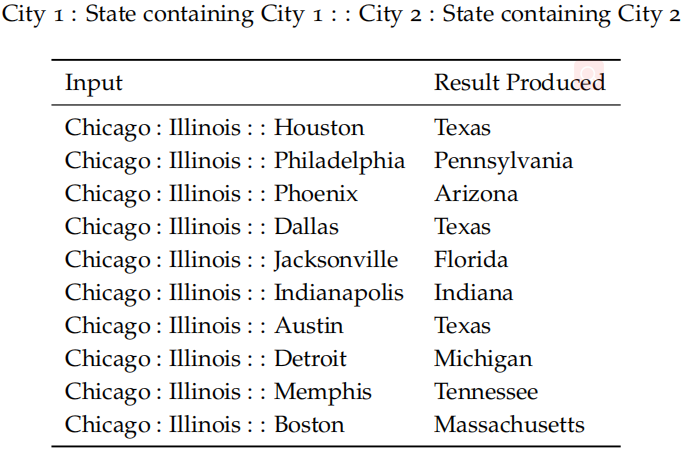 City 1 : State containing City 1 : : City 2 : State containing City 2
Input Result Produced
Chicago : Illinois : : Houston Texas
Chicago : Illinois : : Philadelphia Pennsylvania
Chicago : Illinois : : Phoenix Arizona
Chicago : Illinois : : Dallas Texas
Chicago : Illinois : : Jacksonville Florida
Chicago : Illinois : : Indianapolis Indiana
Chicago : Illinois : : Austin Texas
Chicago : Illinois : : Detroit Michigan
Chicago : Illinois : : Memphis Tennessee
Chicago : Illinois : : Boston Massachusetts